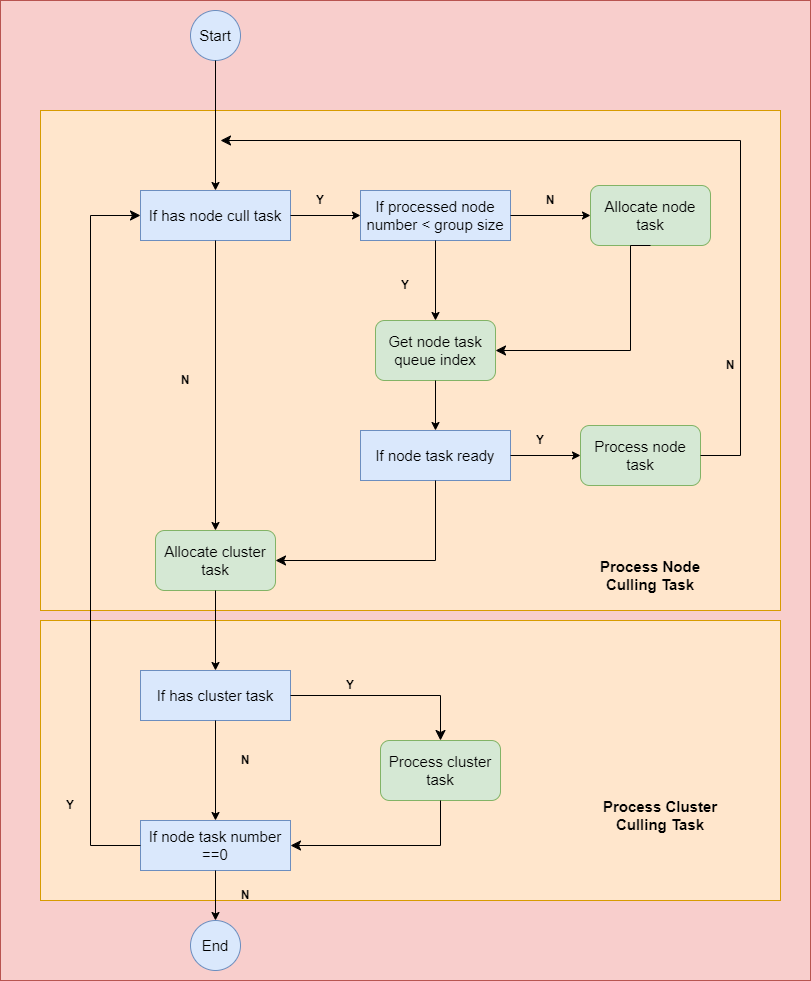 Start
If has node cull task
Y
If processed node
number < group size
N
Allocate node
task
Y
Get node task
queue index
N
N
If node task ready
Y
Process node
task
Allocate cluster
task
Process Node
Culling Task
If has cluster task
Y
N
Process cluster
task
Y
Process Cluster
Culling Task
If node task number
==0
N
End